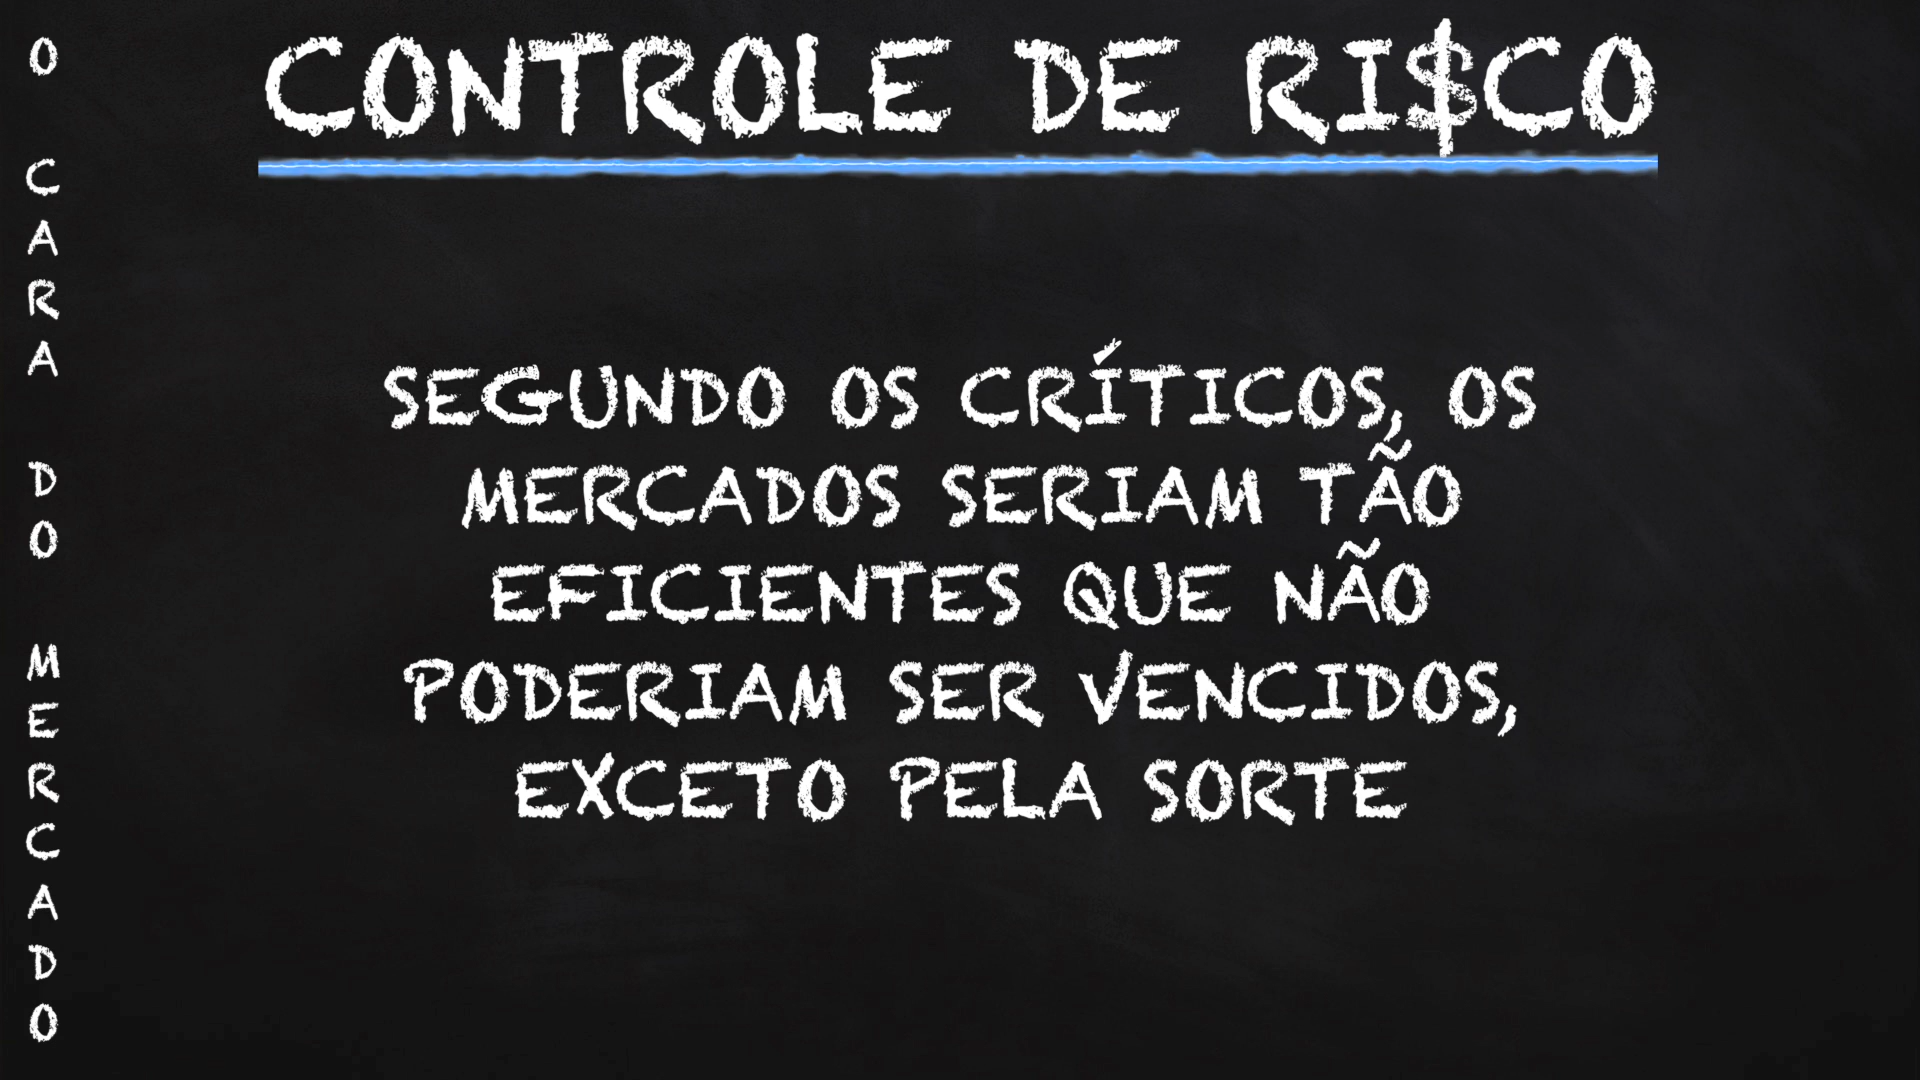 CONTROLE DE RI$CO
SEGUNDO OS CRÍTICOS, OS
MERCADOS SERIAM TÃO
EFICIENTES QUE NÃO
PODERIAM SER VENCIDOS,
EXCETO PELA SORTE
O CARA DO MERCADO